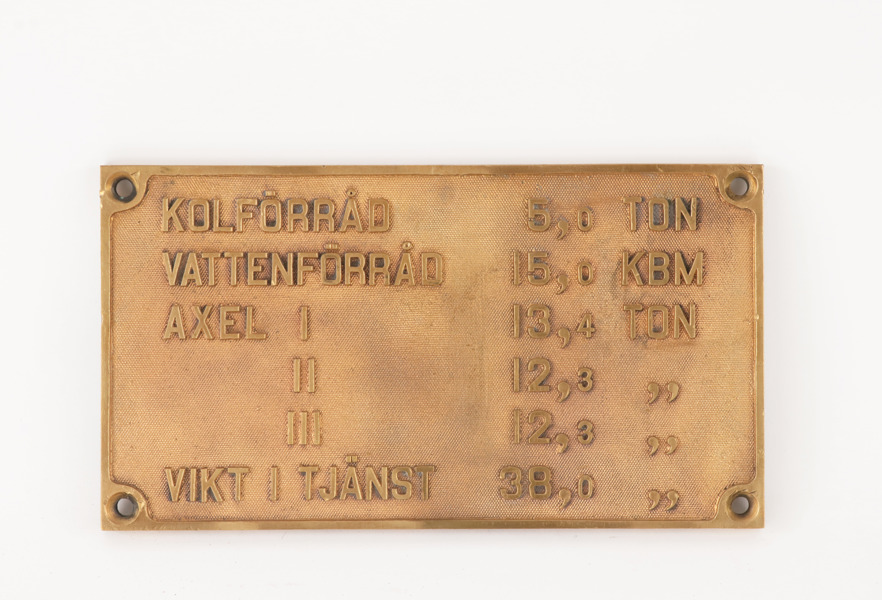 KOLFÖRRÅD 5,0 TON
VATTENFÖRRÅD 15,0 KBM
AXEL I 13,4 TON
II 12,3 ,,
III 12,3 ,,
VIKT I TJÄNST 38,0 ,,